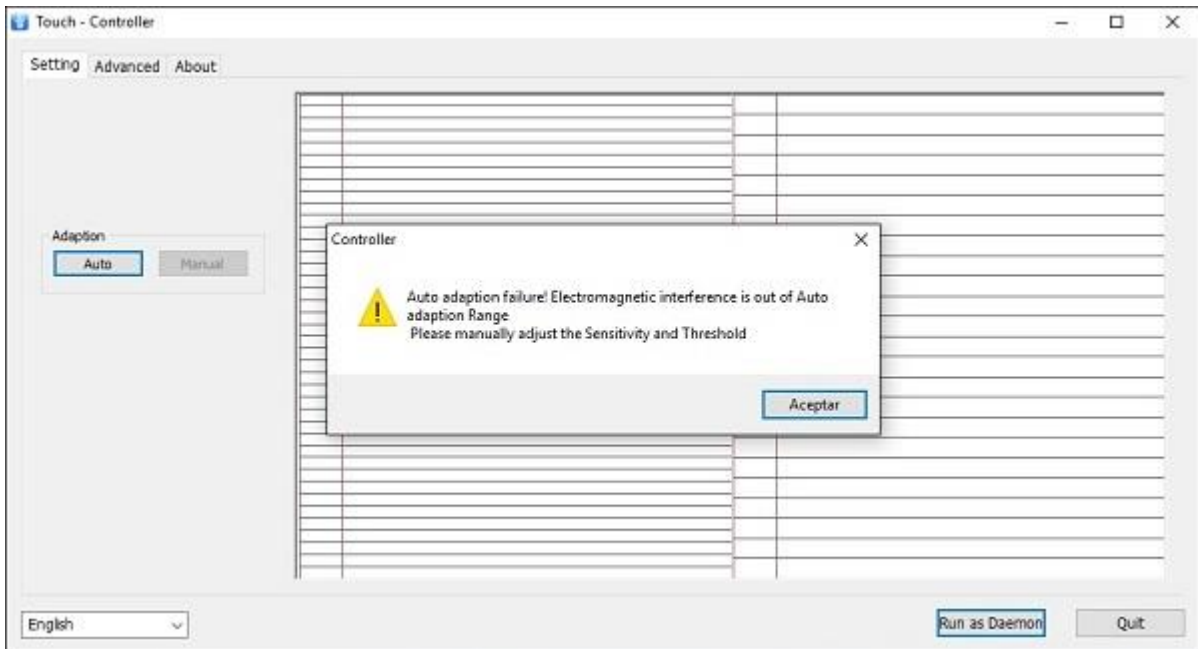 Touch - Controller
Setting Advanced About
Adaption
Auto Manual
Controller
Auto adaption failure! Electromagnetic interference is out of Auto
adaption Range
Please manually adjust the Sensitivity and Threshold
Aceptar
English
Run as Daemon Quit